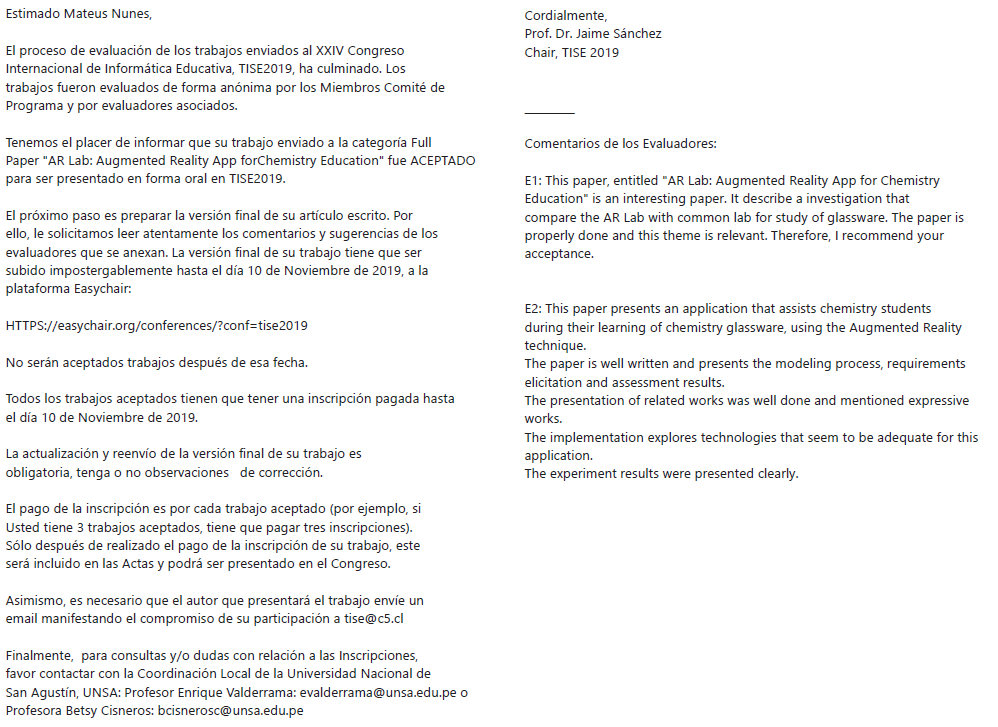 Estimado Mateus Nunes,
El proceso de evaluación de los trabajos enviados al XXIV Congreso
Internacional de Informática Educativa, TISE2019, ha culminado. Los
trabajos fueron evaluados de forma anónima por los Miembros Comité de
Programa y por evaluadores asociados.
Tenemos el placer de informar que su trabajo enviado a la categoría Full
Paper "AR Lab: Augmented Reality App forChemistry Education" fue ACEPTADO
para ser presentado en forma oral en TISE2019.
El próximo paso es preparar la versión final de su artículo escrito. Por
ello, le solicitamos leer atentamente los comentarios y sugerencias de los
evaluadores que se anexan. La versión final de su trabajo tiene que ser
subido impostergablemente hasta el día 10 de Noviembre de 2019, a la
plataforma Easychair:
HTTPS://easychair.org/conferences/?conf=tise2019
No serán aceptados trabajos después de esa fecha.
Todos los trabajos aceptados tienen que tener una inscripción pagada hasta
el día 10 de Noviembre de 2019.
La actualización y reenvío de la versión final de su trabajo es
obligatoria, tenga o no observaciones   de corrección.
El pago de la inscripción es por cada trabajo aceptado (por ejemplo, si
Usted tiene 3 trabajos aceptados, tiene que pagar tres inscripciones).
Sólo después de realizado el pago de la inscripción de su trabajo, este
será incluido en las Actas y podrá ser presentado en el Congreso.
Asimismo, es necesario que el autor que presentará el trabajo envíe un
email manifestando el compromiso de su participación a tise@c5.cl
Finalmente,  para consultas y/o dudas con relación a las Inscripciones,
favor contactar con la Coordinación Local de la Universidad Nacional de
San Agustín, UNSA: Profesor Enrique Valderrama: evalderrama@unsa.edu.pe o
Profesora Betsy Cisneros: bcisnerosc@unsa.edu.pe
Cordialmente,
Prof. Dr. Jaime Sánchez
Chair, TISE 2019
________
Comentarios de los Evaluadores:
E1: This paper, entitled "AR Lab: Augmented Reality App for Chemistry
Education" is an interesting paper. It describe a investigation that
compare the AR Lab with common lab for study of glassware. The paper is
properly done and this theme is relevant. Therefore, I recommend your
acceptance.
E2: This paper presents an application that assists chemistry students
during their learning of chemistry glassware, using the Augmented Reality
technique.
The paper is well written and presents the modeling process, requirements
elicitation and assessment results.
The presentation of related works was well done and mentioned expressive
works.
The implementation explores technologies that seem to be adequate for this
application.
The experiment results were presented clearly.